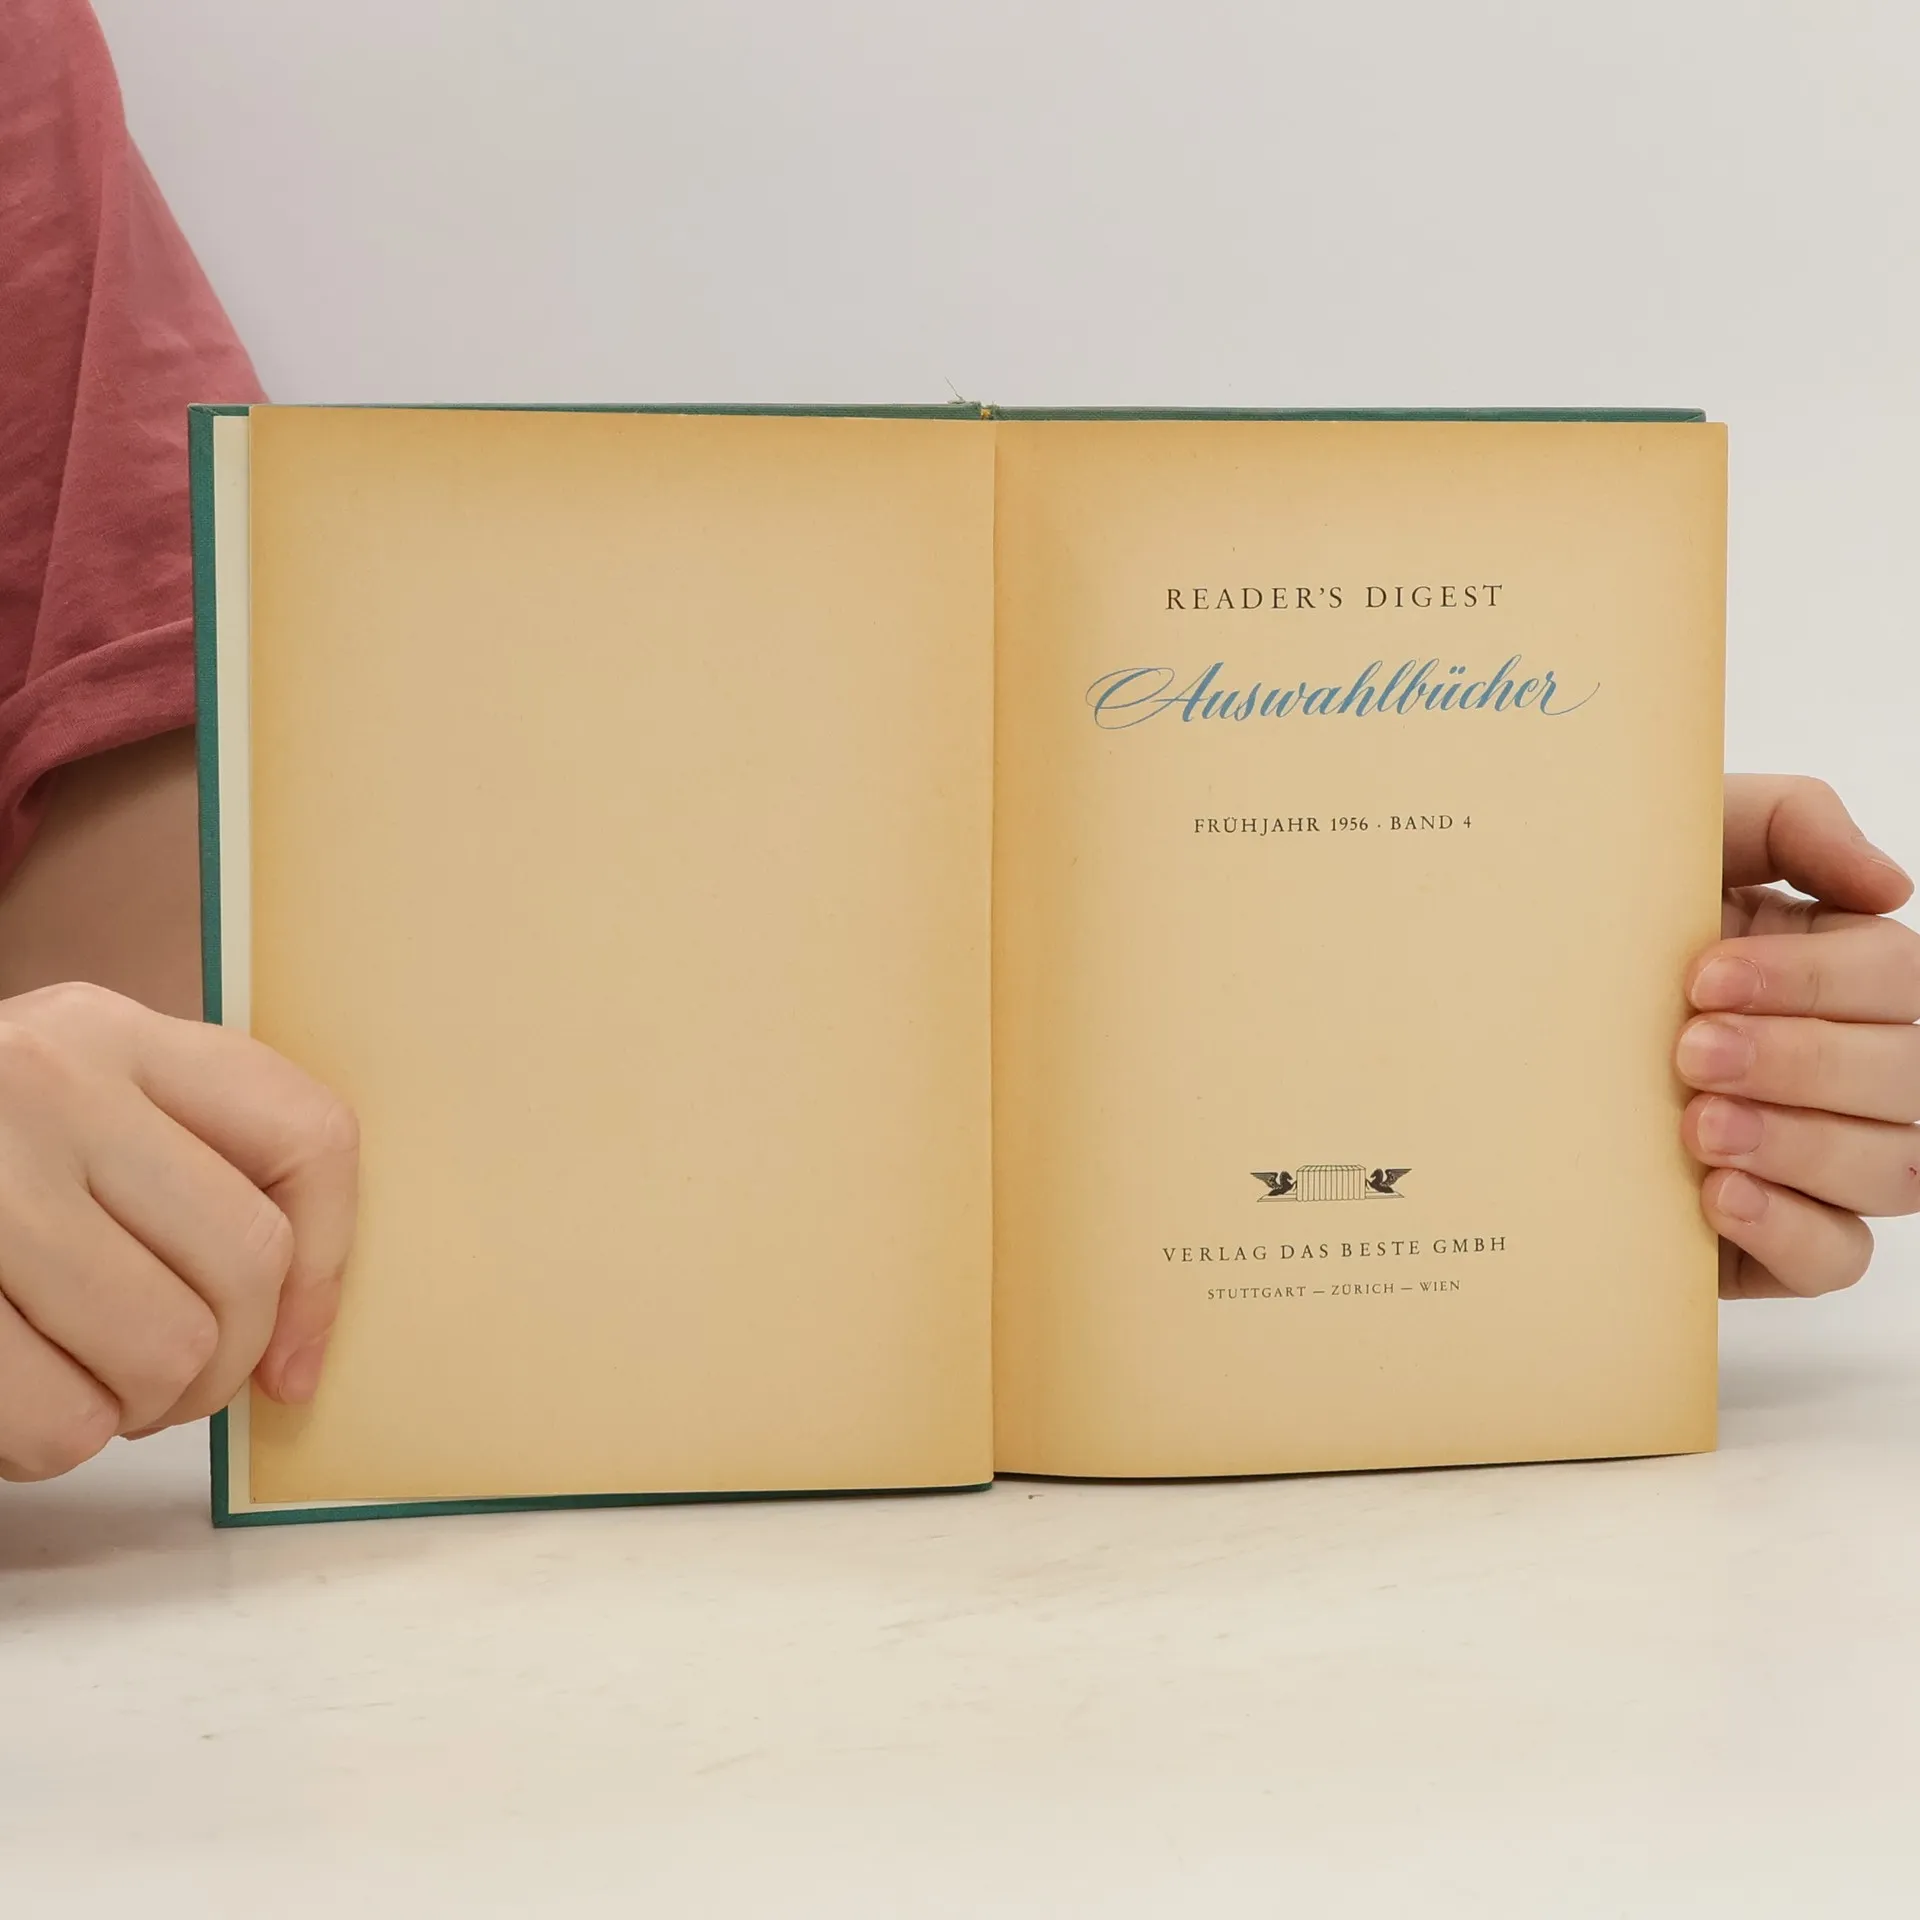 READER'S DIGEST
Auswahlbücher
FRÜHJAHR 1956 · BAND 4
VERLAG DAS BESTE GMBH
STUTTGART — ZÜRICH — WIEN